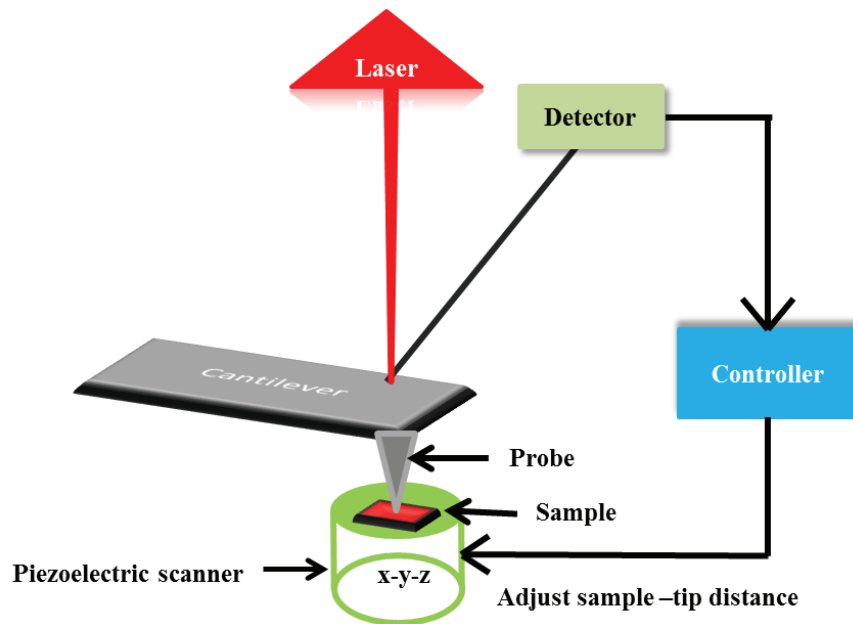 Laser
Detector
Cantilever
Controller
Probe
Sample
Piezoelectric scanner
x-y-z
Adjust sample –tip distance